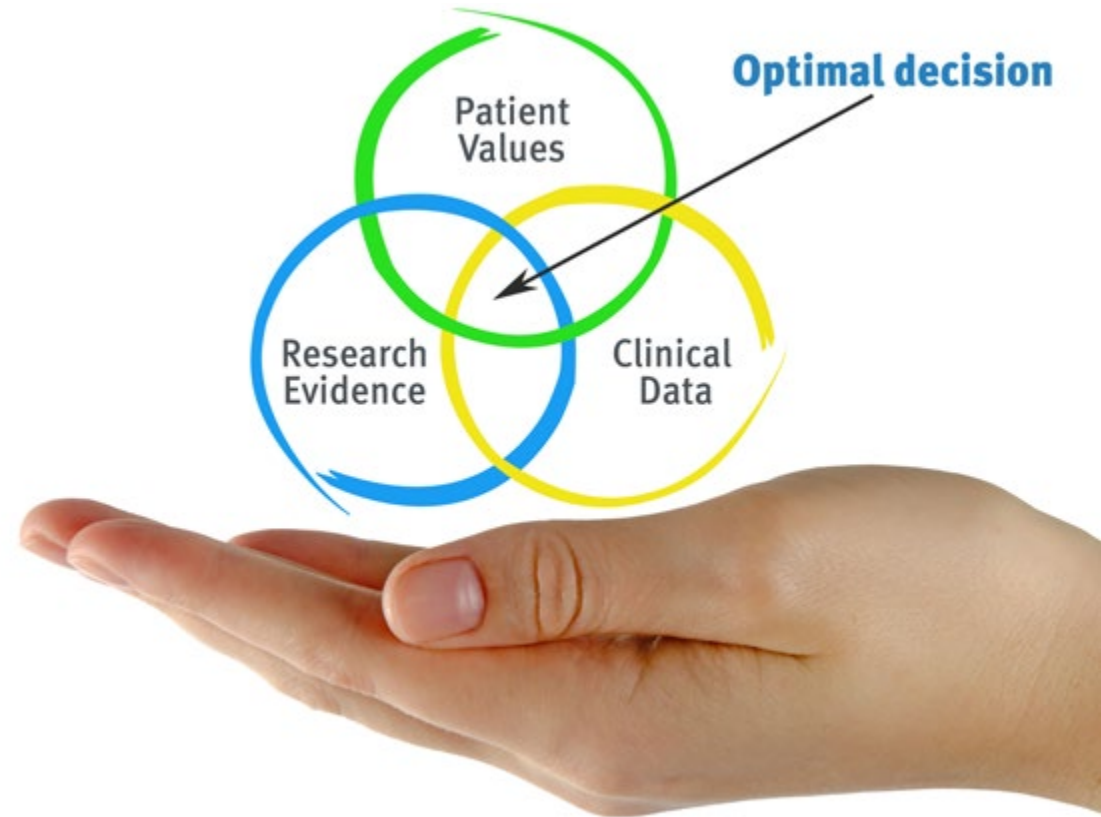 Optimal decision
Patient
Values
Research
Evidence
Clinical
Data